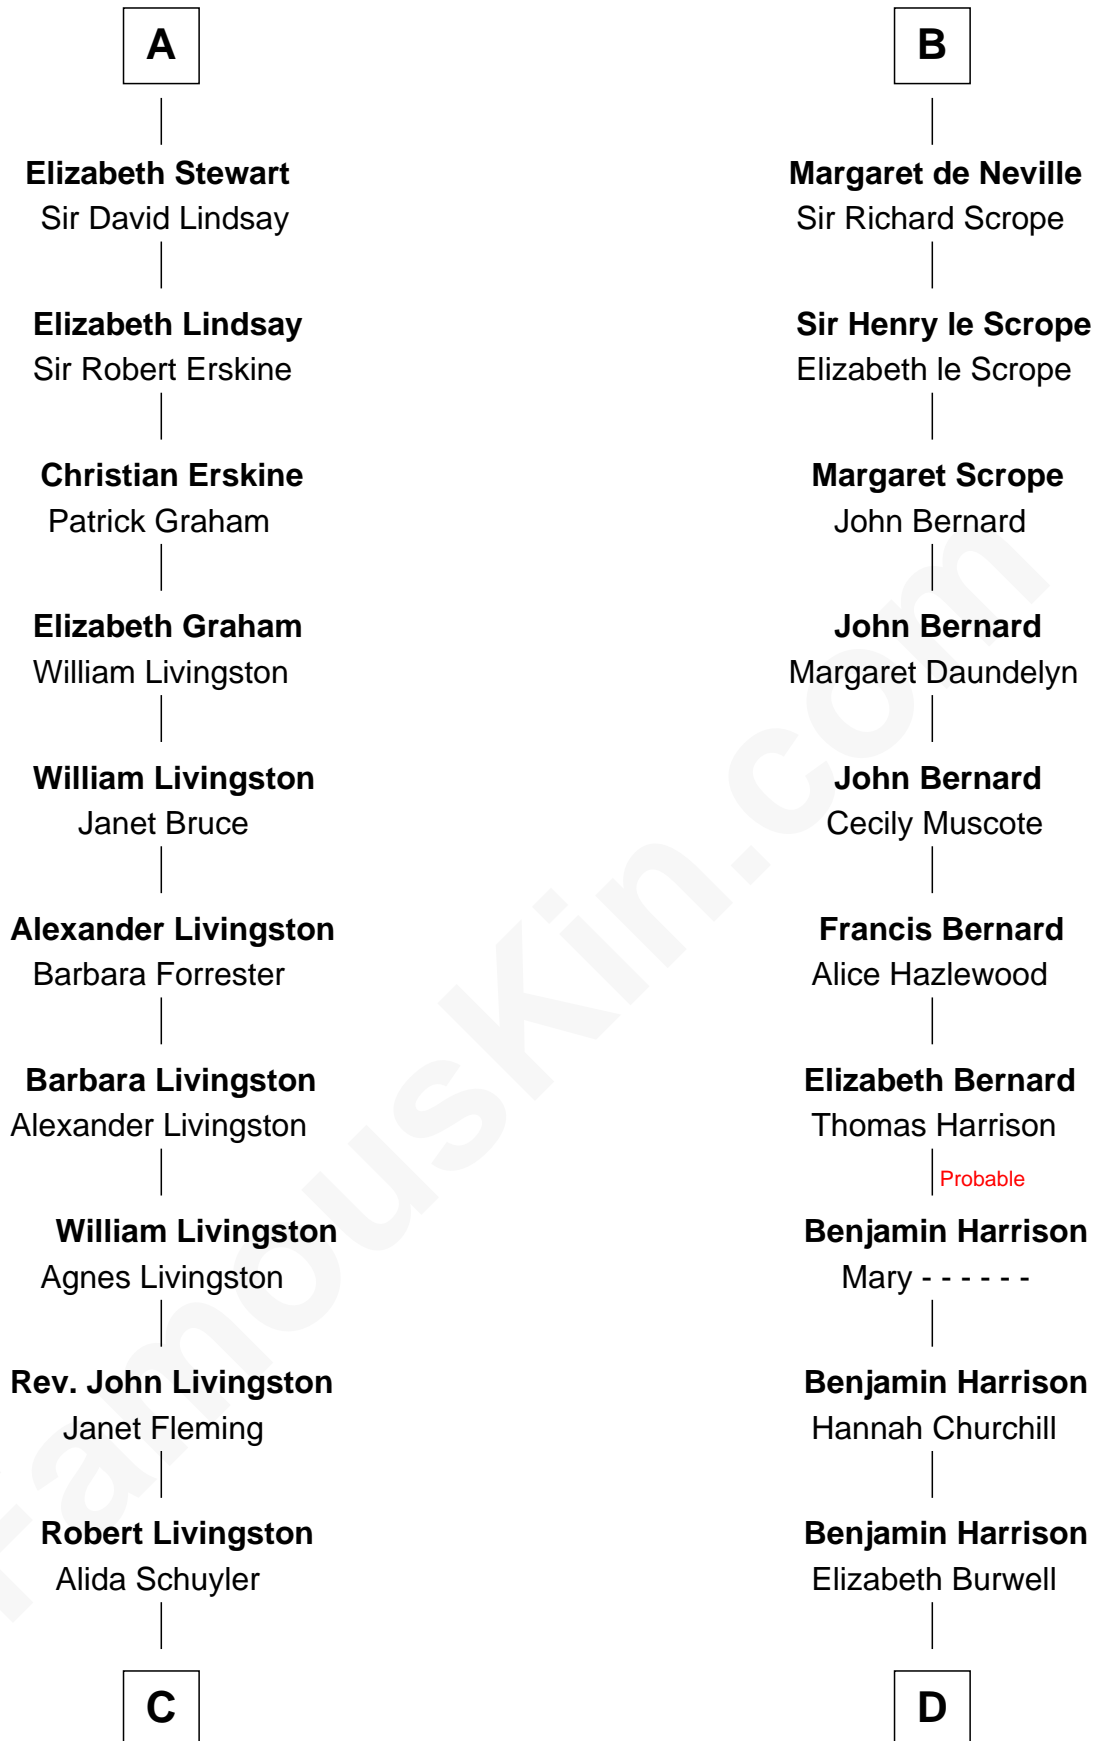 A
Elizabeth Stewart
Sir David Lindsay
Elizabeth Lindsay
Sir Robert Erskine
Christian Erskine
Patrick Graham
Elizabeth Graham
William Livingston
William Livingston
Janet Bruce
Alexander Livingston
Barbara Forrester
Barbara Livingston
Alexander Livingston
William Livingston
Agnes Livingston
Rev. John Livingston
Janet Fleming
Robert Livingston
Alida Schuyler
C
B
Margaret de Neville
Sir Richard Scrope
Sir Henry le Scrope
Elizabeth le Scrope
Margaret Scrope
John Bernard
John Bernard
Margaret Daundelyn
John Bernard
Cecily Muscote
Francis Bernard
Alice Hazlewood
Elizabeth Bernard
Thomas Harrison
Probable
Benjamin Harrison
Mary - - - - - -
Benjamin Harrison
Hannah Churchill
Benjamin Harrison
Elizabeth Burwell
D
FamousKin.com